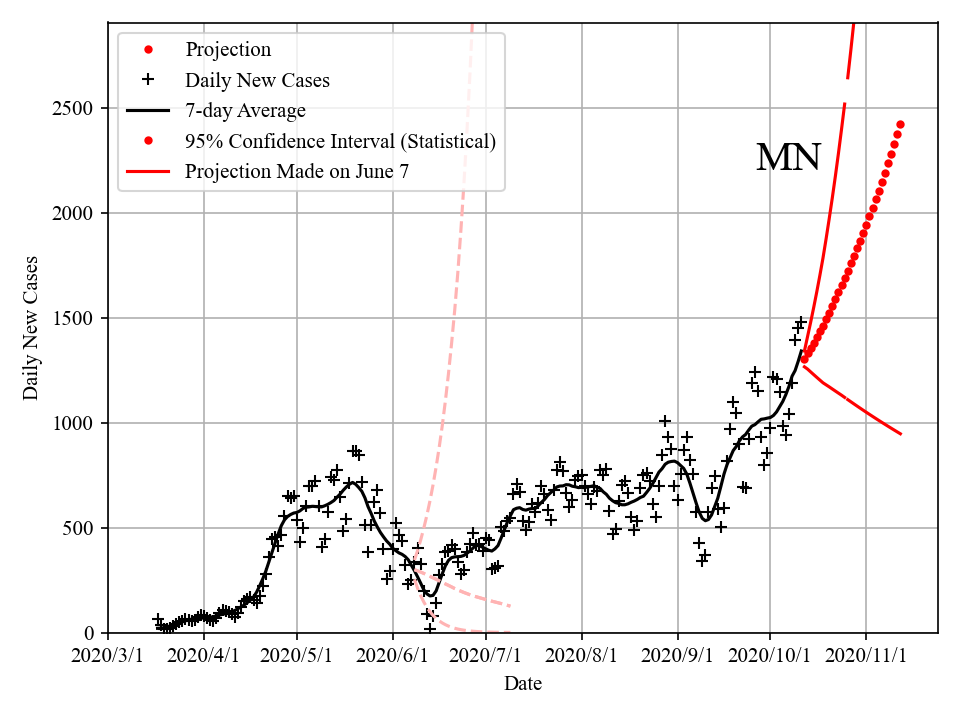 Projection
Daily New Cases
7-day Average
95% Confidence Interval (Statistical)
Projection Made on June 7
MN
2500
2000
1500
1000
500
0
Daily New Cases
2020/3/1 2020/4/1 2020/5/1 2020/6/1 2020/7/1 2020/8/1 2020/9/1 2020/10/1 2020/11/1
Date